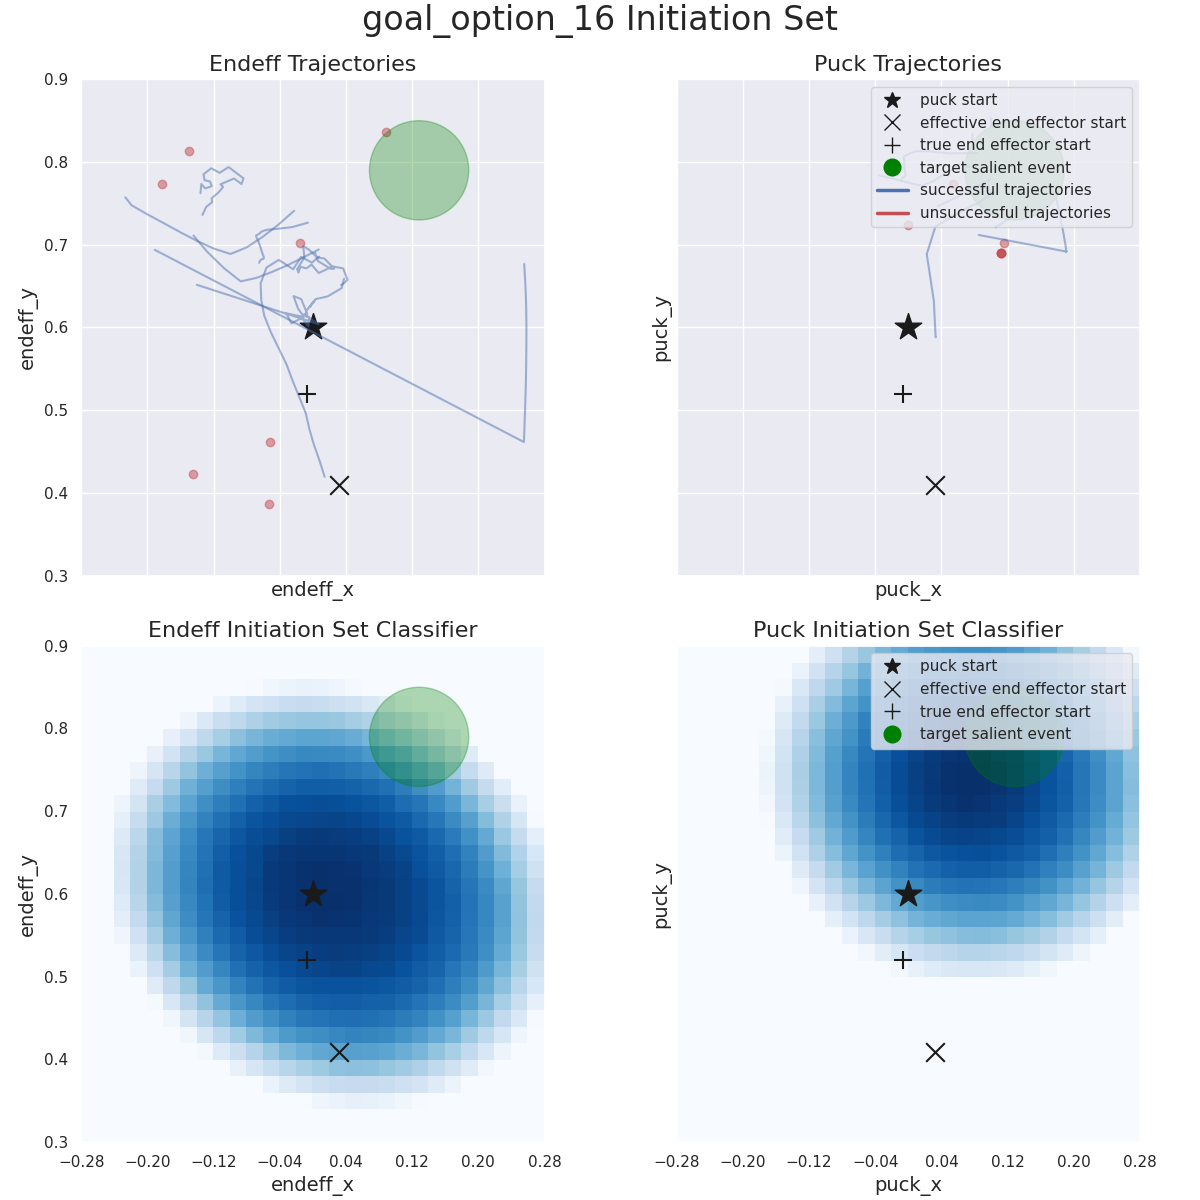 goal_option_16 Initiation Set
Endeff Trajectories
0.9
0.8
0.7
0.6
0.5
0.4
0.3
endeff_y
endeff_x
Puck Trajectories
puck start
effective end effector start
true end effector start
target salient event
successful trajectories
unsuccessful trajectories
puck_y
puck_x
Endeff Initiation Set Classifier
0.9
0.8
0.7
0.6
0.5
0.4
0.3
endeff_y
−0.28 −0.20 −0.12 −0.04 0.04 0.12 0.20 0.28
endeff_x
Puck Initiation Set Classifier
puck start
effective end effector start
true end effector start
target salient event
puck_y
−0.28 −0.20 −0.12 −0.04 0.04 0.12 0.20 0.28
puck_x